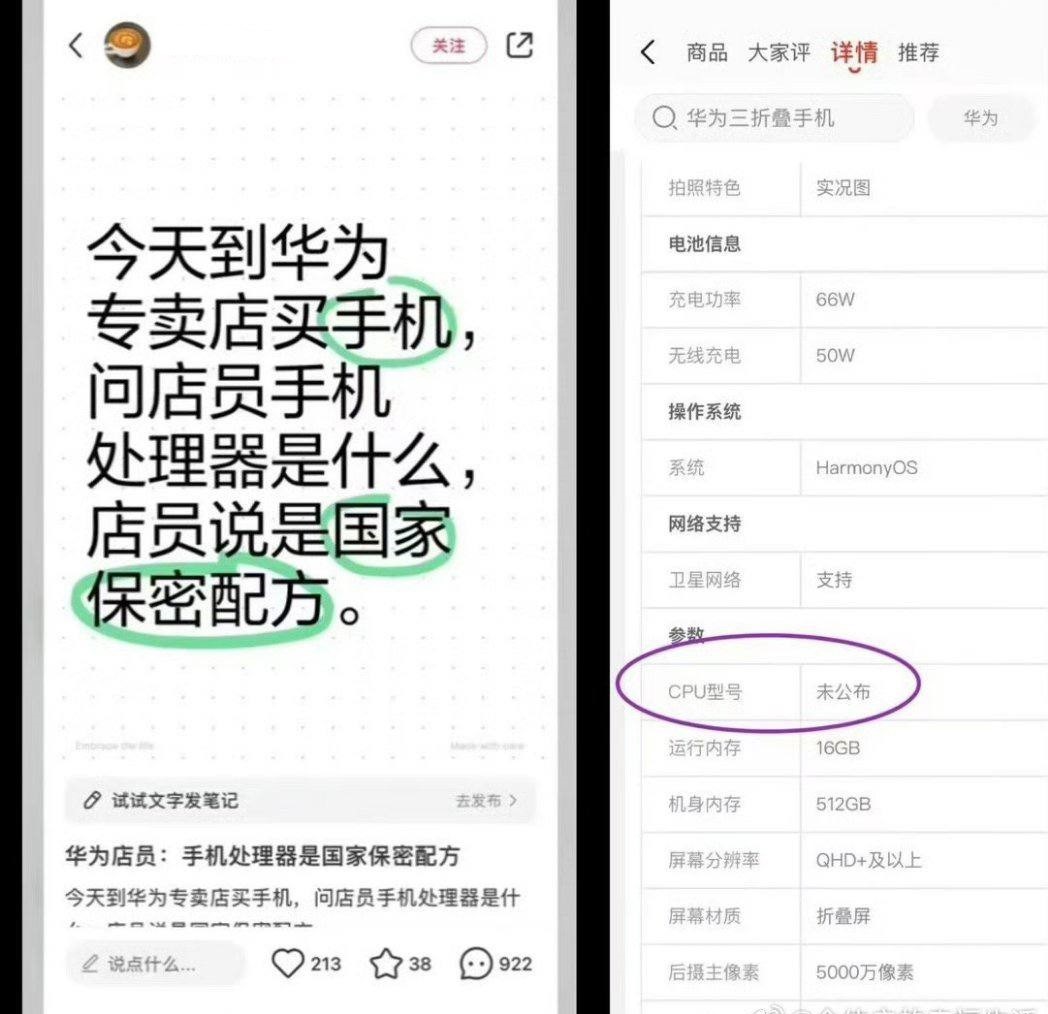 关注
今天到华为
专卖店买手机，
问店员手机
处理器是什么，
店员说是国家
保密配方。
Embrace the life
Made with care
试试文字发笔记
去发布
华为店员：手机处理器是国家保密配方
今天到华为专卖店买手机，问店员手机处理器是什
说点什么...
213
38
922
商品 大家评 详情 推荐
华为三折叠手机
华为
拍照特色 实况图
电池信息
充电功率 66W
无线充电 50W
操作系统
系统 HarmonyOS
网络支持
卫星网络 支持
参数
CPU型号 未公布
运行内存 16GB
机身内存 512GB
屏幕分辨率 QHD+及以上
屏幕材质 折叠屏
后摄主像素 5000万像素